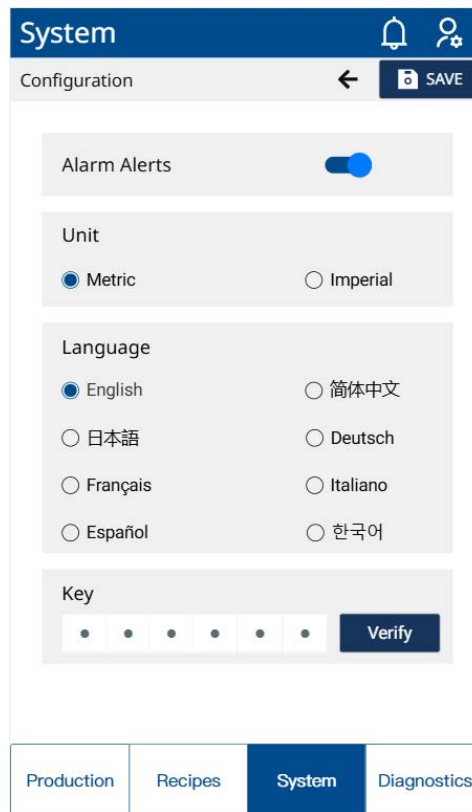 System
Configuration SAVE
Alarm Alerts
Unit
Metric Imperial
Language
English 简体中文
日本語 Deutsch
Français Italiano
Español 한국어
Key
Verify
Production Recipes System Diagnostics